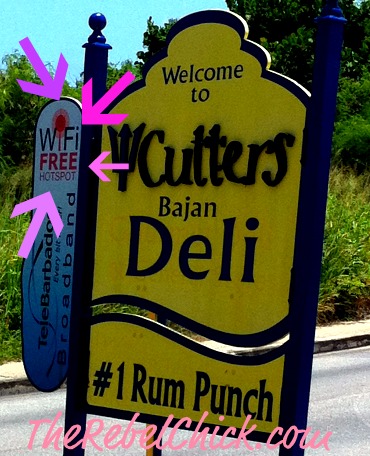 WiFi
FREE
HOTSPOT
TeleBarbados
Broadband
Welcome
to
Cutters
Bajan
Deli
#1 Rum Punch
TheRebelChick.com